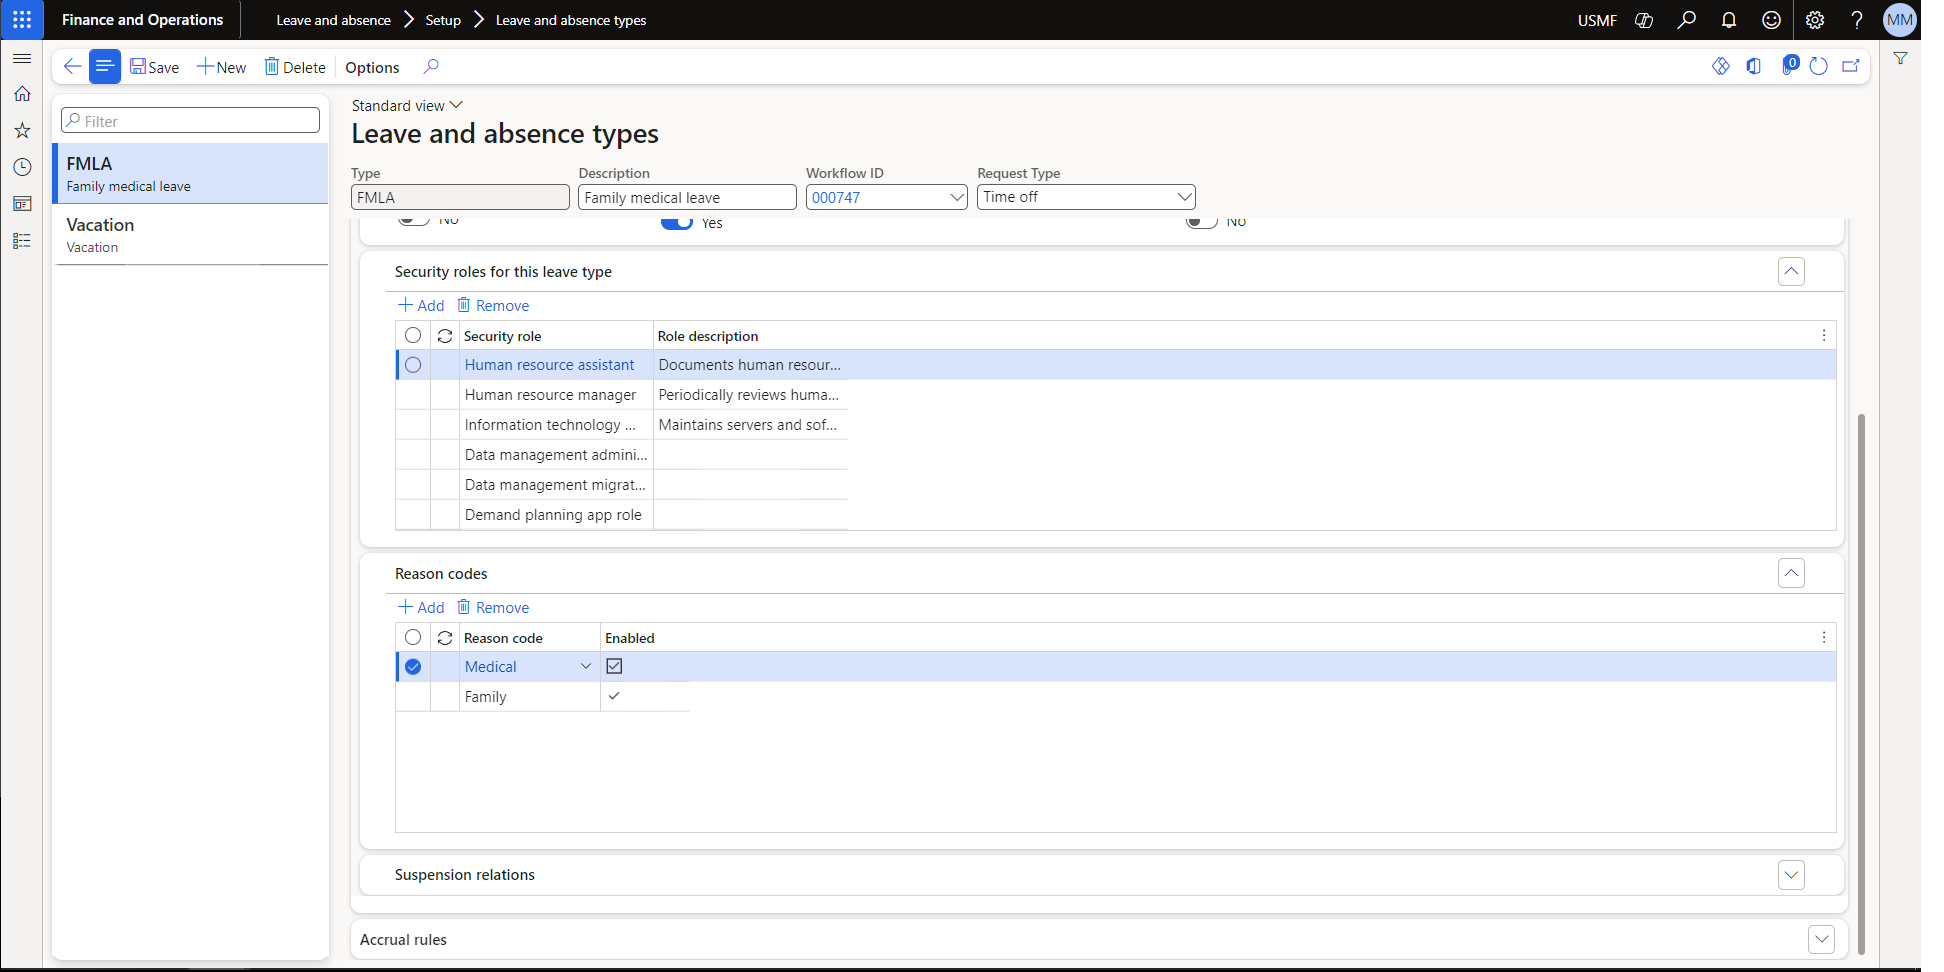 Finance and Operations
Leave and absence
Setup
Leave and absence types
USMF
MM
Save
New
Delete
Options
0
Filter
FMLA
Family medical leave
Vacation
Vacation
Standard view
Leave and absence types
Type
Description
Workflow ID
Request Type
FMLA
Family medical leave
000747
Time off
No
Yes
No
Security roles for this leave type
Add
Remove
Security role
Role description
Human resource assistant
Documents human resour...
Human resource manager
Periodically reviews huma...
Information technology ...
Maintains servers and sof...
Data management admini...
Data management migrat...
Demand planning app role
Reason codes
Add
Remove
Reason code
Enabled
Medical
Family
Suspension relations
Accrual rules